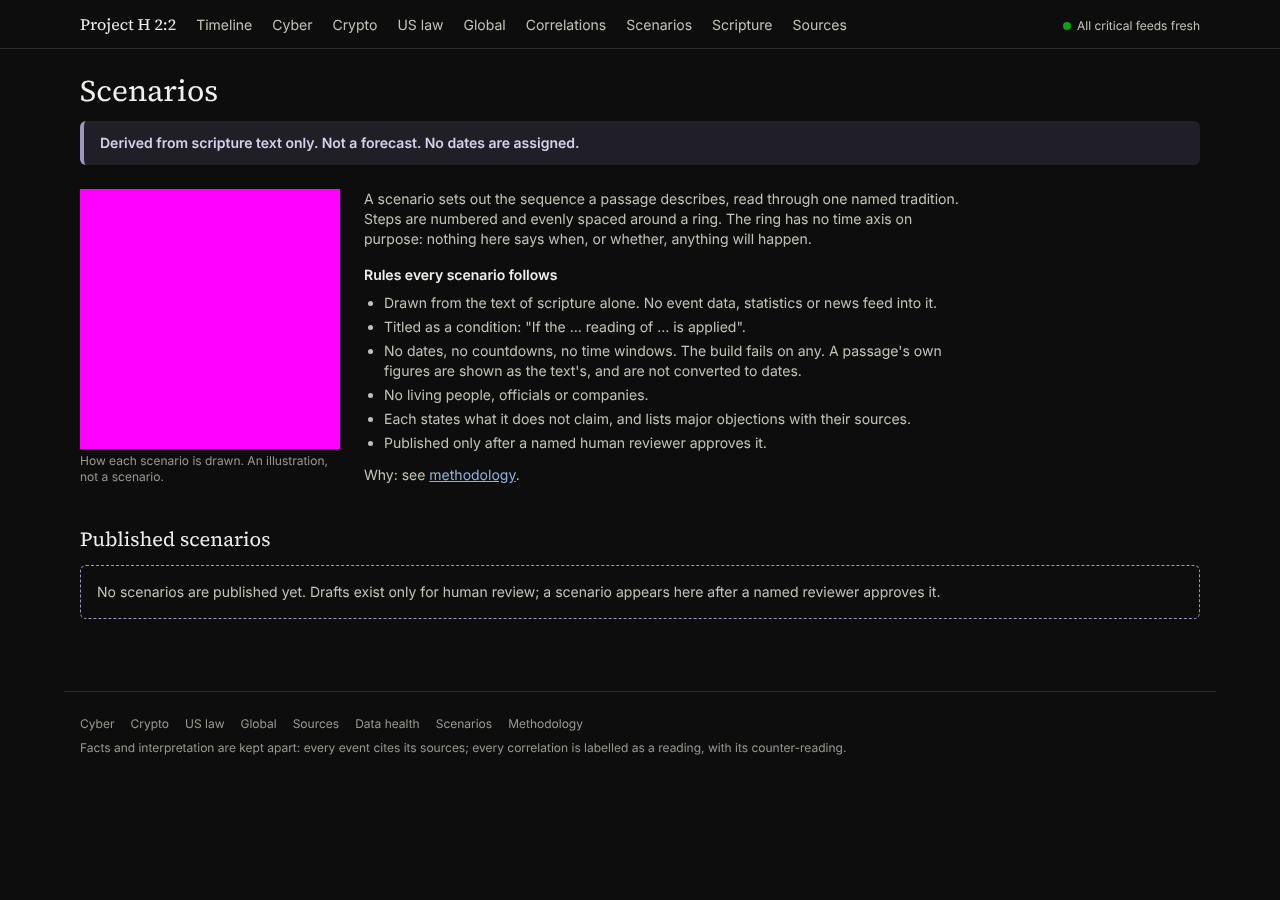 Project H 2:2 Timeline Cyber Crypto US law Global Correlations Scenarios Scripture Sources All critical feeds fresh
Scenarios
Derived from scripture text only. Not a forecast. No dates are assigned.
A scenario sets out the sequence a passage describes, read through one named tradition.
Steps are numbered and evenly spaced around a ring. The ring has no time axis on
purpose: nothing here says when, or whether, anything will happen.
Rules every scenario follows
• Drawn from the text of scripture alone. No event data, statistics or news feed into it.
• Titled as a condition: "If the ... reading of ... is applied".
• No dates, no countdowns, no time windows. The build fails on any. A passage's own
figures are shown as the text's, and are not converted to dates.
• No living people, officials or companies.
• Each states what it does not claim, and lists major objections with their sources.
• Published only after a named human reviewer approves it.
Why: see methodology.
How each scenario is drawn. An illustration,
not a scenario.
Published scenarios
No scenarios are published yet. Drafts exist only for human review; a scenario appears here after a named reviewer approves it.
Cyber Crypto US law Global Sources Data health Scenarios Methodology
Facts and interpretation are kept apart: every event cites its sources; every correlation is labelled as a reading, with its counter-reading.